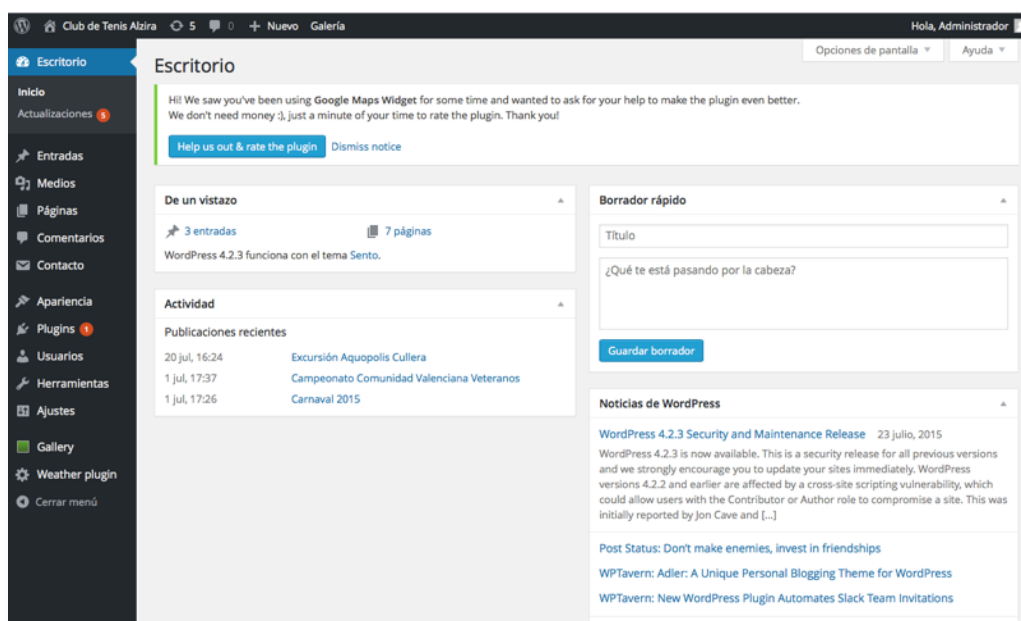 Club de Tenis Alzira 5 0 + Nuevo Galería Hola, Administrador
Escritorio
Inicio
Actualizaciones 5
Entradas
Medios
Páginas
Comentarios
Contacto
Apariencia
Plugins 1
Usuarios
Herramientas
Ajustes
Gallery
Weather plugin
Cerrar menú
Opciones de pantalla Ayuda
Escritorio
Hi! We saw you've been using Google Maps Widget for some time and wanted to ask for your help to make the plugin even better.
We don't need money :), just a minute of your time to rate the plugin. Thank you!
Help us out & rate the plugin Dismiss notice
De un vistazo
3 entradas 7 páginas
WordPress 4.2.3 funciona con el tema Sento.
Actividad
Publicaciones recientes
20 jul, 16:24 Excursión Aquopolis Cullera
1 jul, 17:37 Campeonato Comunidad Valenciana Veteranos
1 jul, 17:26 Carnaval 2015
Borrador rápido
Título
¿Qué te está pasando por la cabeza?
Guardar borrador
Noticias de WordPress
WordPress 4.2.3 Security and Maintenance Release 23 julio, 2015
WordPress 4.2.3 is now available. This is a security release for all previous versions
and we strongly encourage you to update your sites immediately. WordPress
versions 4.2.2 and earlier are affected by a cross-site scripting vulnerability, which
could allow users with the Contributor or Author role to compromise a site. This was
initially reported by Jon Cave and [...]
Post Status: Don't make enemies, invest in friendships
WPTavern: Adler: A Unique Personal Blogging Theme for WordPress
WPTavern: New WordPress Plugin Automates Slack Team Invitations